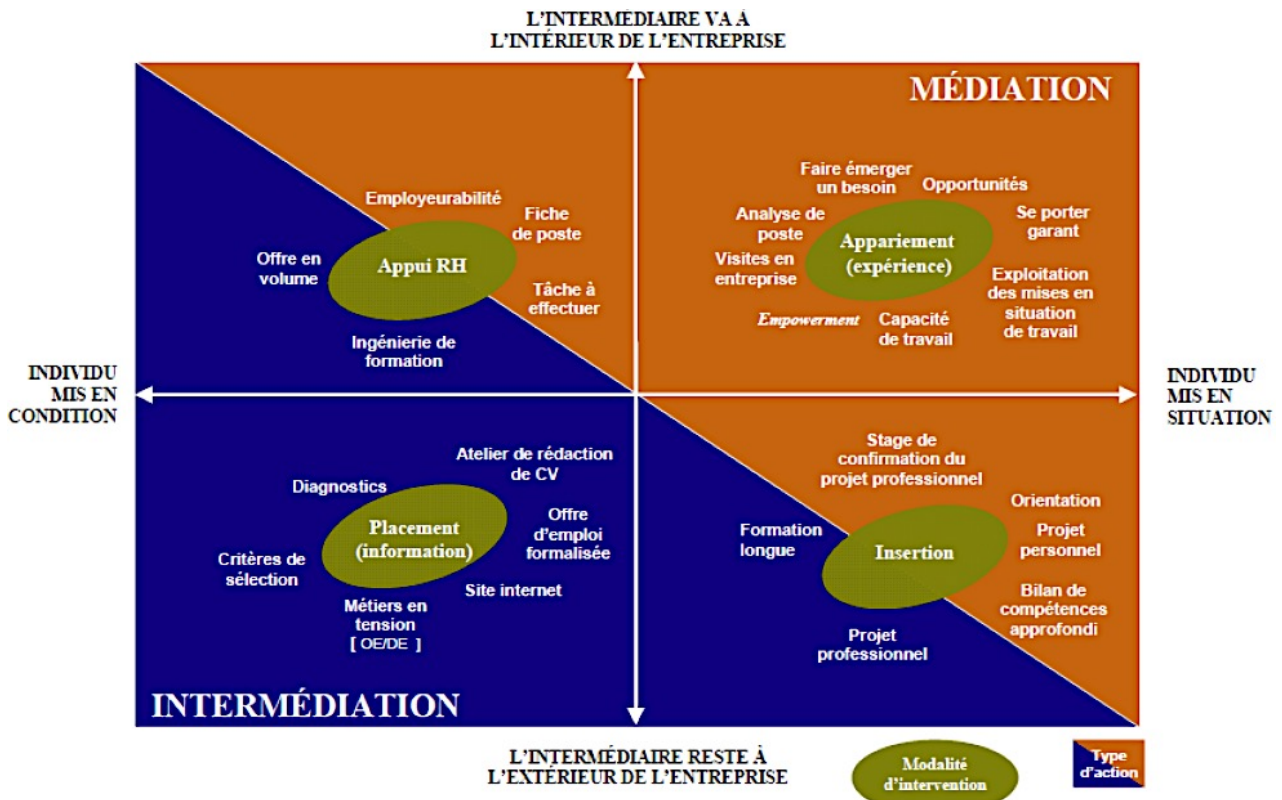 L'INTERMÉDIAIRE VA À
L'INTÉRIEUR DE L'ENTREPRISE
MÉDIATION
Employeurabilité
Fiche
de poste
Offre en
volume
Appui RH
Tâche à
effectuer
Ingénierie de
formation
Faire émerger
un besoin
Opportunités
Analyse de
poste
Se porter
garant
Visites en
entreprise
Appariement
(expérience)
Exploitation
des mises en
situation
de travail
Empowerment
Capacité
de travail
INDIVIDU
MIS EN
CONDITION
INDIVIDU
MIS EN
SITUATION
Atelier de rédaction
de CV
Diagnostics
Placement
(information)
Offre
d'emploi
formalisée
Critères de
sélection
Site internet
Métiers en
tension
[ OE/DE ]
Stage de
confirmation du
projet professionnel
Orientation
Formation
longue
Insertion
Projet
personnel
Bilan de
compétences
approfondi
Projet
professionnel
INTERMÉDIATION
L'INTERMÉDIAIRE RESTE À
L'EXTÉRIEUR DE L'ENTREPRISE
Modalité
d'intervention
Type
d'action